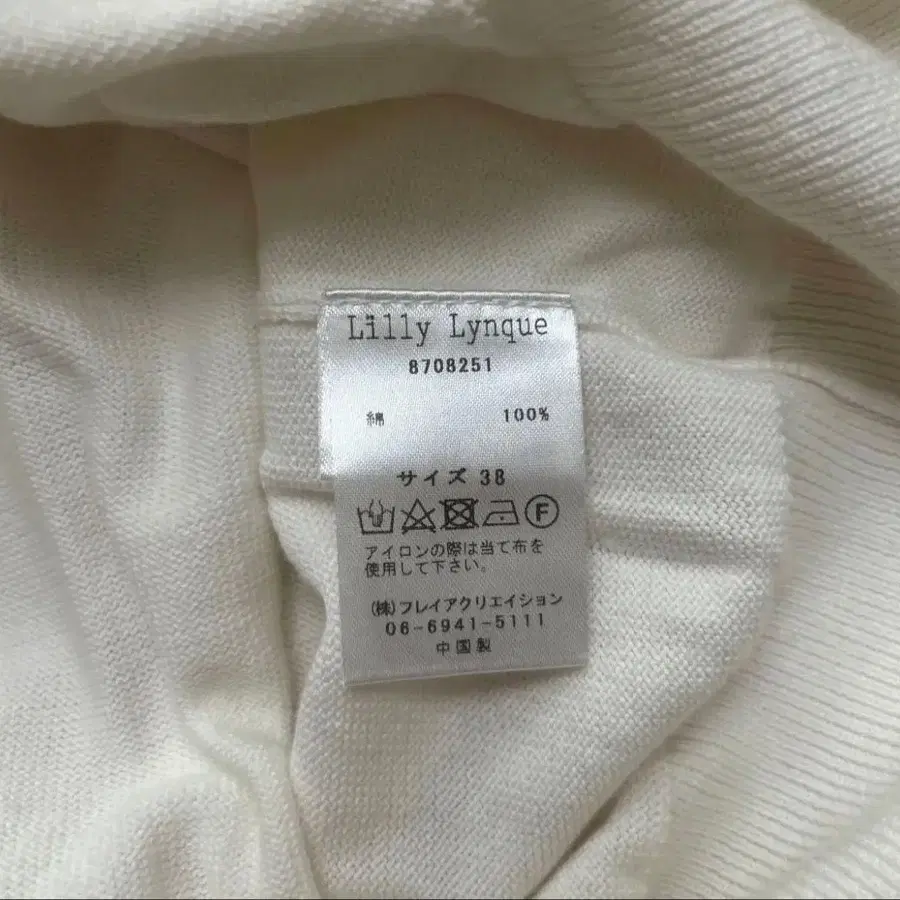 Lilly Lynque
8708251
綿 100%
サイズ 38
F
アイロンの際は当て布を
使用して下さい。
(株)フレイアクリエイション
06-6941-5111
中国製